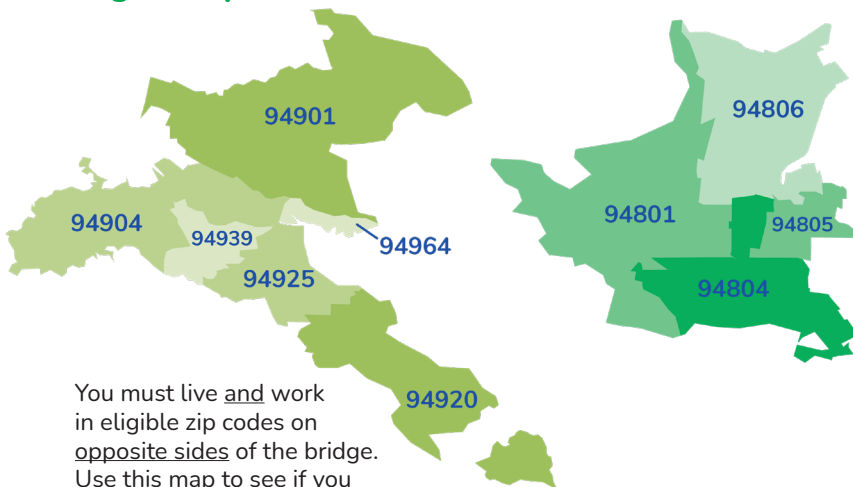 94901
94806
94904
94939
94801
94805
94964
94925
94804
94920
You must live and work
in eligible zip codes on
opposite sides of the bridge.
Use this map to see if you